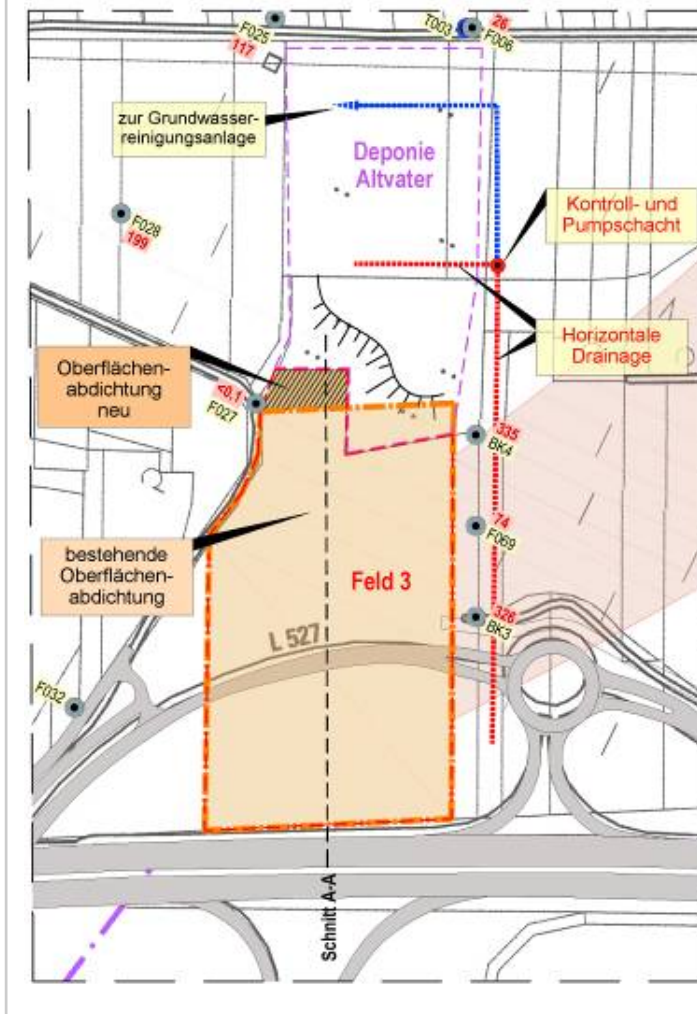 F025
117
T003
26
F006
zur Grundwasser-
reinigungsanlage
Deponie
Altvater
F028
199
Kontroll- und
Pumpschacht
Horizontale
Drainage
Oberflächen-
abdichtung
neu
<0,1
F027
335
BK4
bestehende
Oberflächen-
abdichtung
74
F069
Feld 3
326
BK3
L 527
F032
Schnitt A-A